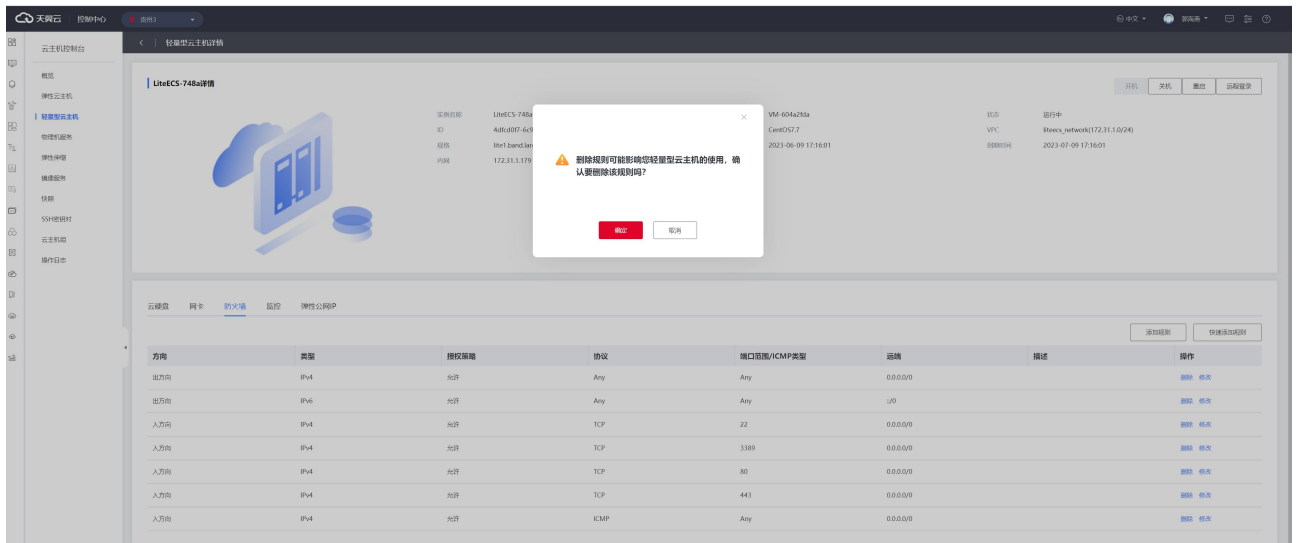 天翼云 控制中心 贵州3 中文
云主机控制台 轻量型云主机详情
概览
弹性云主机
轻量型云主机
物理机服务
弹性伸缩
镜像服务
快照
SSH密钥对
云主机组
操作日志
LiteECS-748a详情 开机 关机 重启 远程登录
实例名称 LiteECS-748a VM-604a2fda 状态 运行中
ID 4dfcd0f7-6c9 CentOS7.7 VPC liteecs_network(172.31.1.0/24)
规格 lite1.band.lar 2023-06-09 17:16:01 到期时间 2023-07-09 17:16:01
内网 172.31.1.179
删除规则可能影响您轻量型云主机的使用，确
认要删除该规则吗？
确定 取消
云硬盘 网卡 防火墙 监控 弹性公网IP
添加规则 快速添加规则
方向 类型 授权策略 协议 端口范围/ICMP类型 远端 描述 操作
出方向 IPv4 允许 Any Any 0.0.0.0/0 删除 修改
出方向 IPv6 允许 Any Any ::/0 删除 修改
入方向 IPv4 允许 TCP 22 0.0.0.0/0 删除 修改
入方向 IPv4 允许 TCP 3389 0.0.0.0/0 删除 修改
入方向 IPv4 允许 TCP 80 0.0.0.0/0 删除 修改
入方向 IPv4 允许 TCP 443 0.0.0.0/0 删除 修改
入方向 IPv4 允许 ICMP Any 0.0.0.0/0 删除 修改